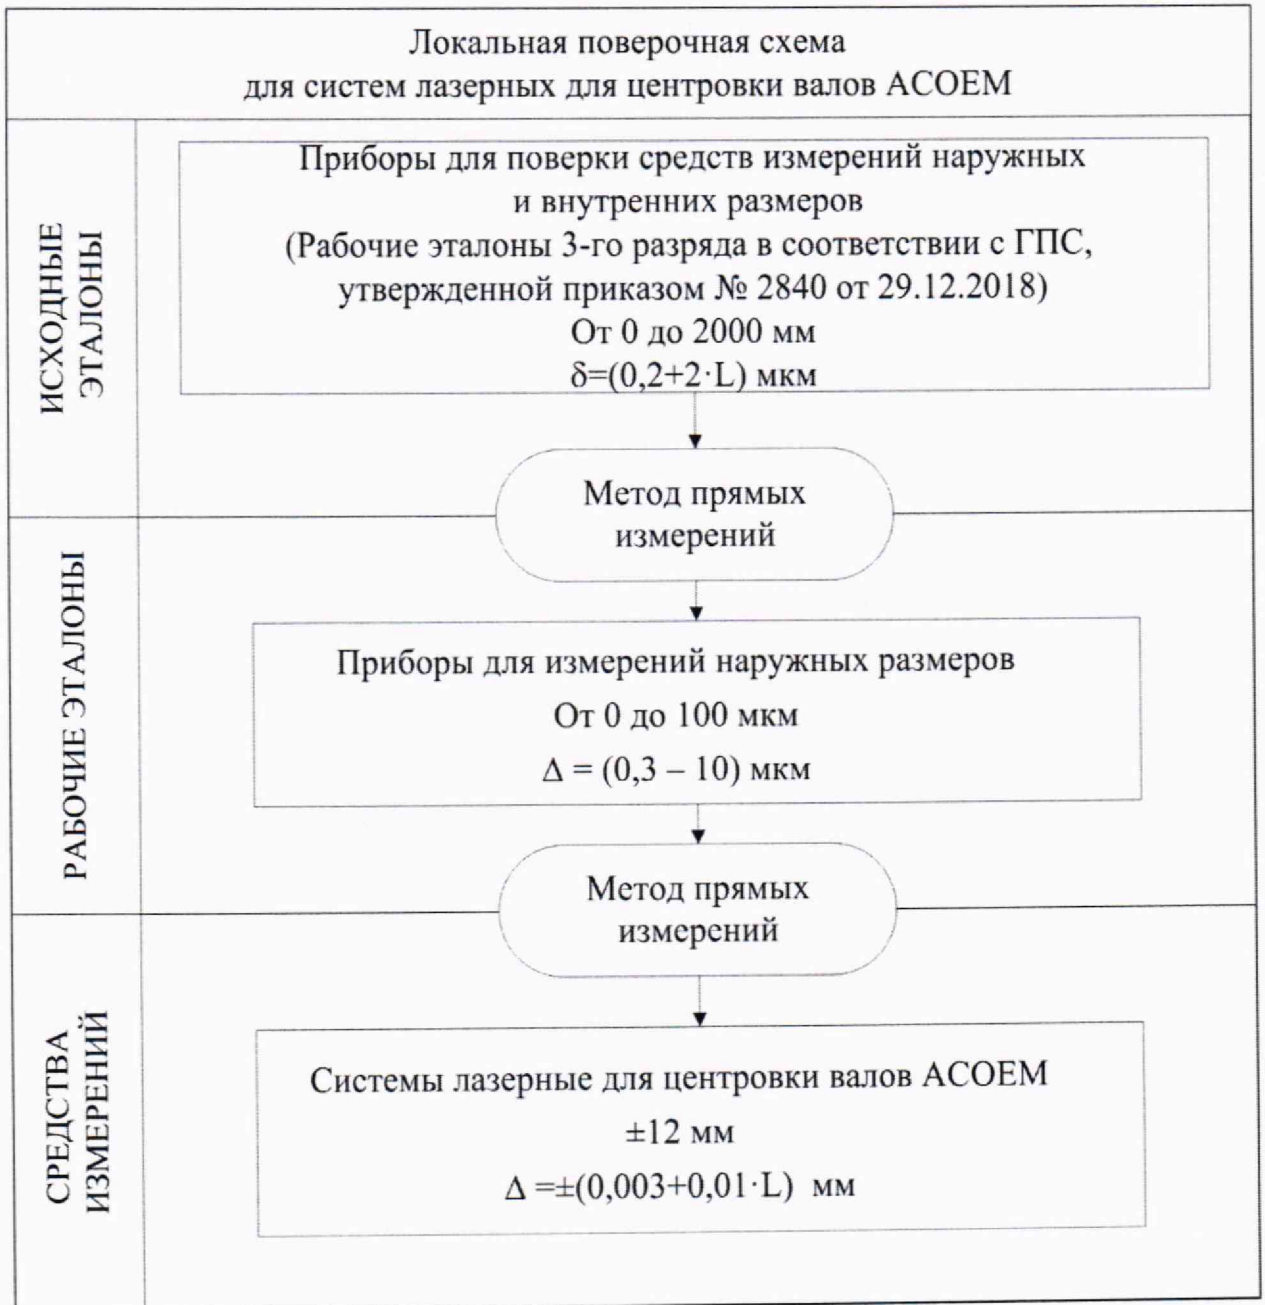 Локальная поверочная схема
для систем лазерных для центровки валов ACOEM
ИСХОДНЫЕ
ЭТАЛОНЫ
Приборы для поверки средств измерений наружных
и внутренних размеров
(Рабочие эталоны 3-го разряда в соответствии с ГПС,
утвержденной приказом № 2840 от 29.12.2018)
От 0 до 2000 мм
δ=(0,2+2·L) мкм
Метод прямых
измерений
РАБОЧИЕ ЭТАЛОНЫ
Приборы для измерений наружных размеров
От 0 до 100 мкм
Δ = (0,3 – 10) мкм
Метод прямых
измерений
СРЕДСТВА
ИЗМЕРЕНИЙ
Системы лазерные для центровки валов ACOEM
±12 мм
Δ =±(0,003+0,01·L) мм